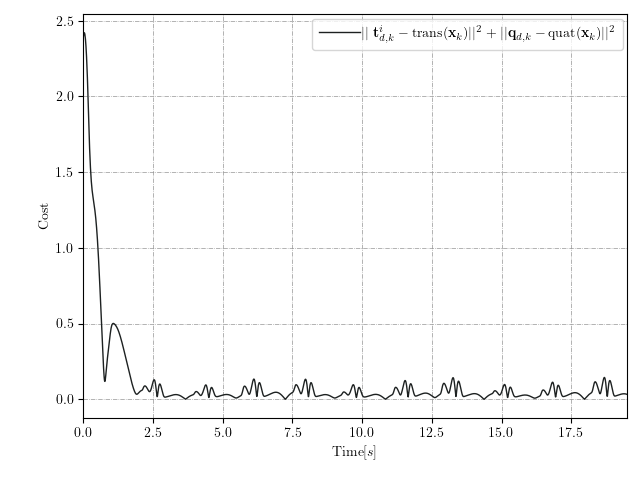 || t^i_{d,k} − trans(x_k)||^2 + ||q_{d,k} − quat(x_k)||^2
2.5
2.0
1.5
1.0
0.5
0.0
Cost
0.0 2.5 5.0 7.5 10.0 12.5 15.0 17.5
Time[s]